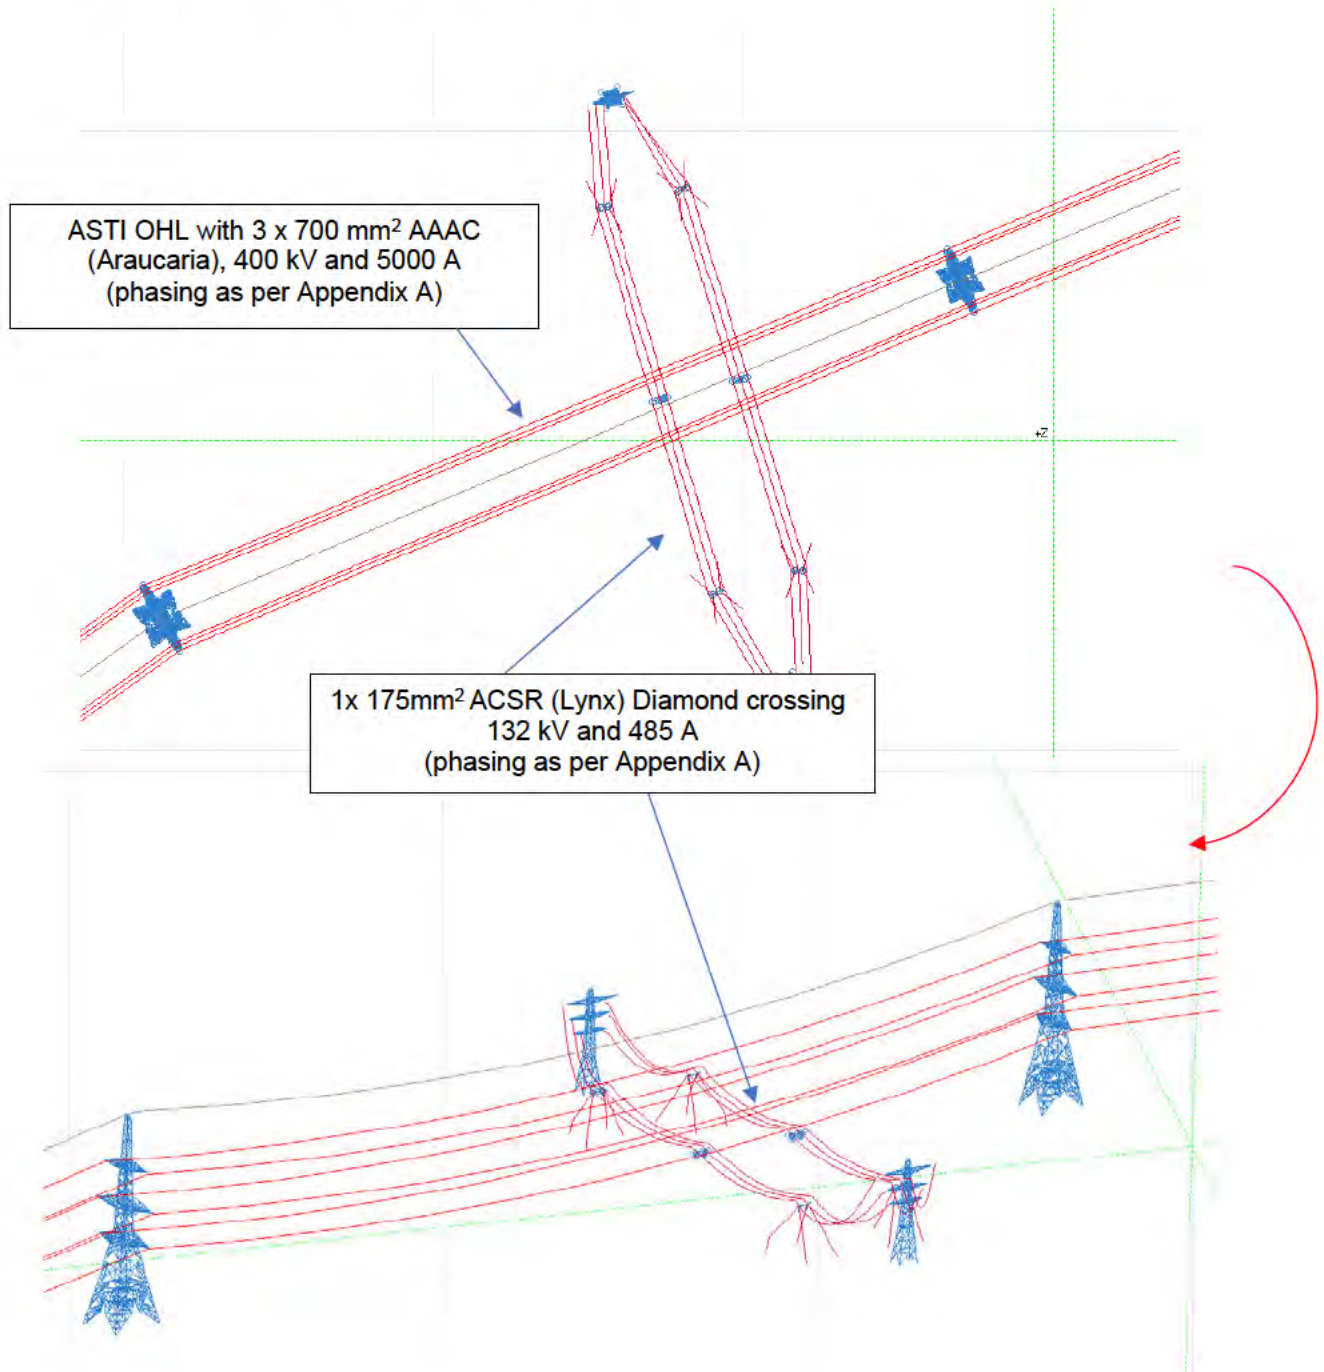 ASTI OHL with 3 x 700 mm² AAAC
(Araucaria), 400 kV and 5000 A
(phasing as per Appendix A)
+Z
1x 175mm² ACSR (Lynx) Diamond crossing
132 kV and 485 A
(phasing as per Appendix A)